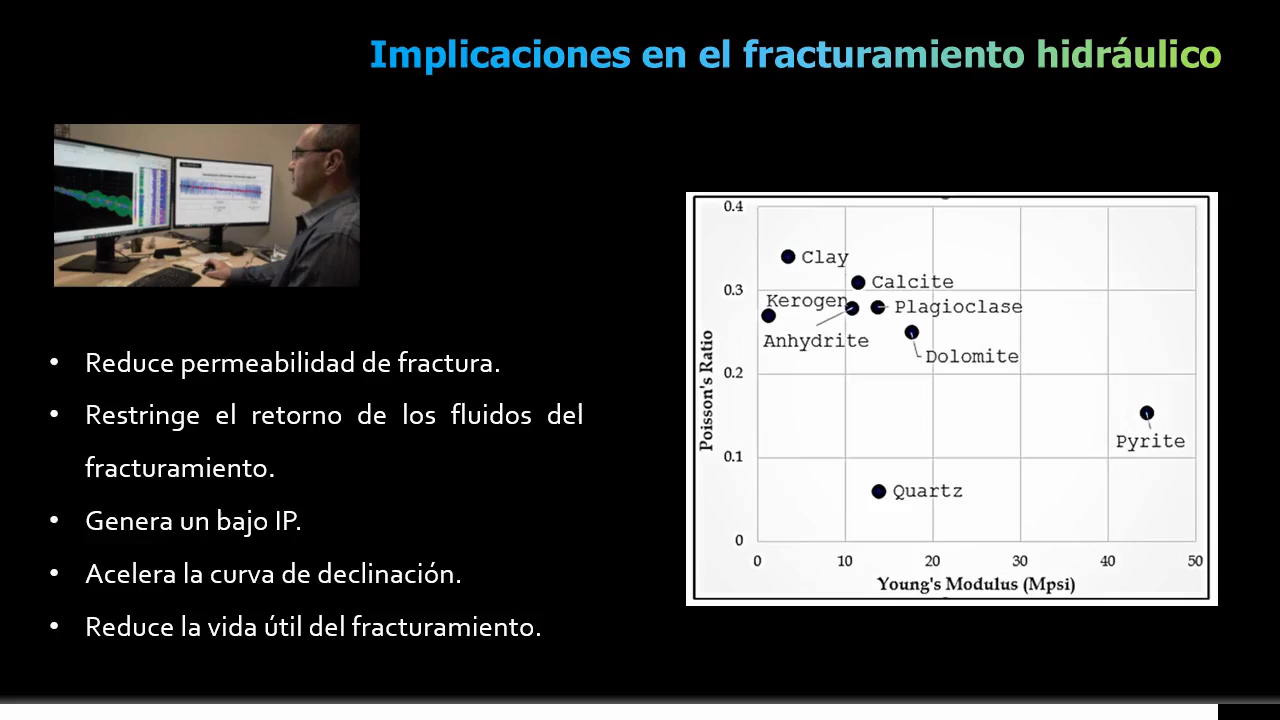 Implicaciones en el fracturamiento hidráulico
• Reduce permeabilidad de fractura.
• Restringe el retorno de los fluidos del
fracturamiento.
• Genera un bajo IP.
• Acelera la curva de declinación.
• Reduce la vida útil del fracturamiento.
0.4
0.3
0.2
0.1
0
Poisson's Ratio
Clay
Calcite
Kerogen
Plagioclase
Anhydrite
Dolomite
Pyrite
Quartz
0 10 20 30 40 50
Young's Modulus (Mpsi)